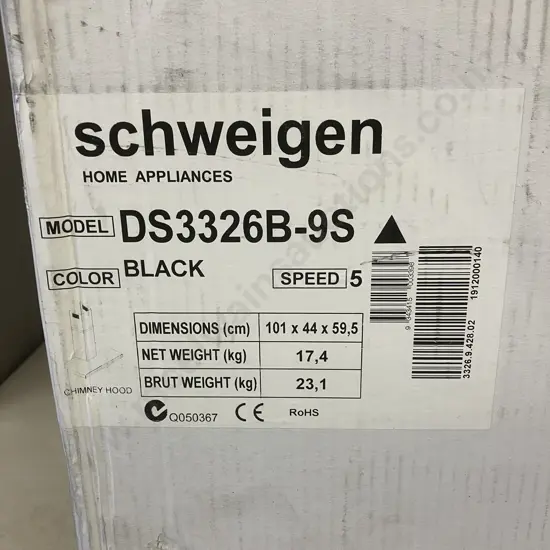 schweigen
HOME APPLIANCES
MODEL DS3326B-9S
COLOR BLACK
SPEED 5
DIMENSIONS (cm) 101 x 44 x 59,5
NET WEIGHT (kg) 17,4
BRUT WEIGHT (kg) 23,1
CHIMNEY HOOD
Q050367 CE RoHS
3326.9.428.02
1912000140